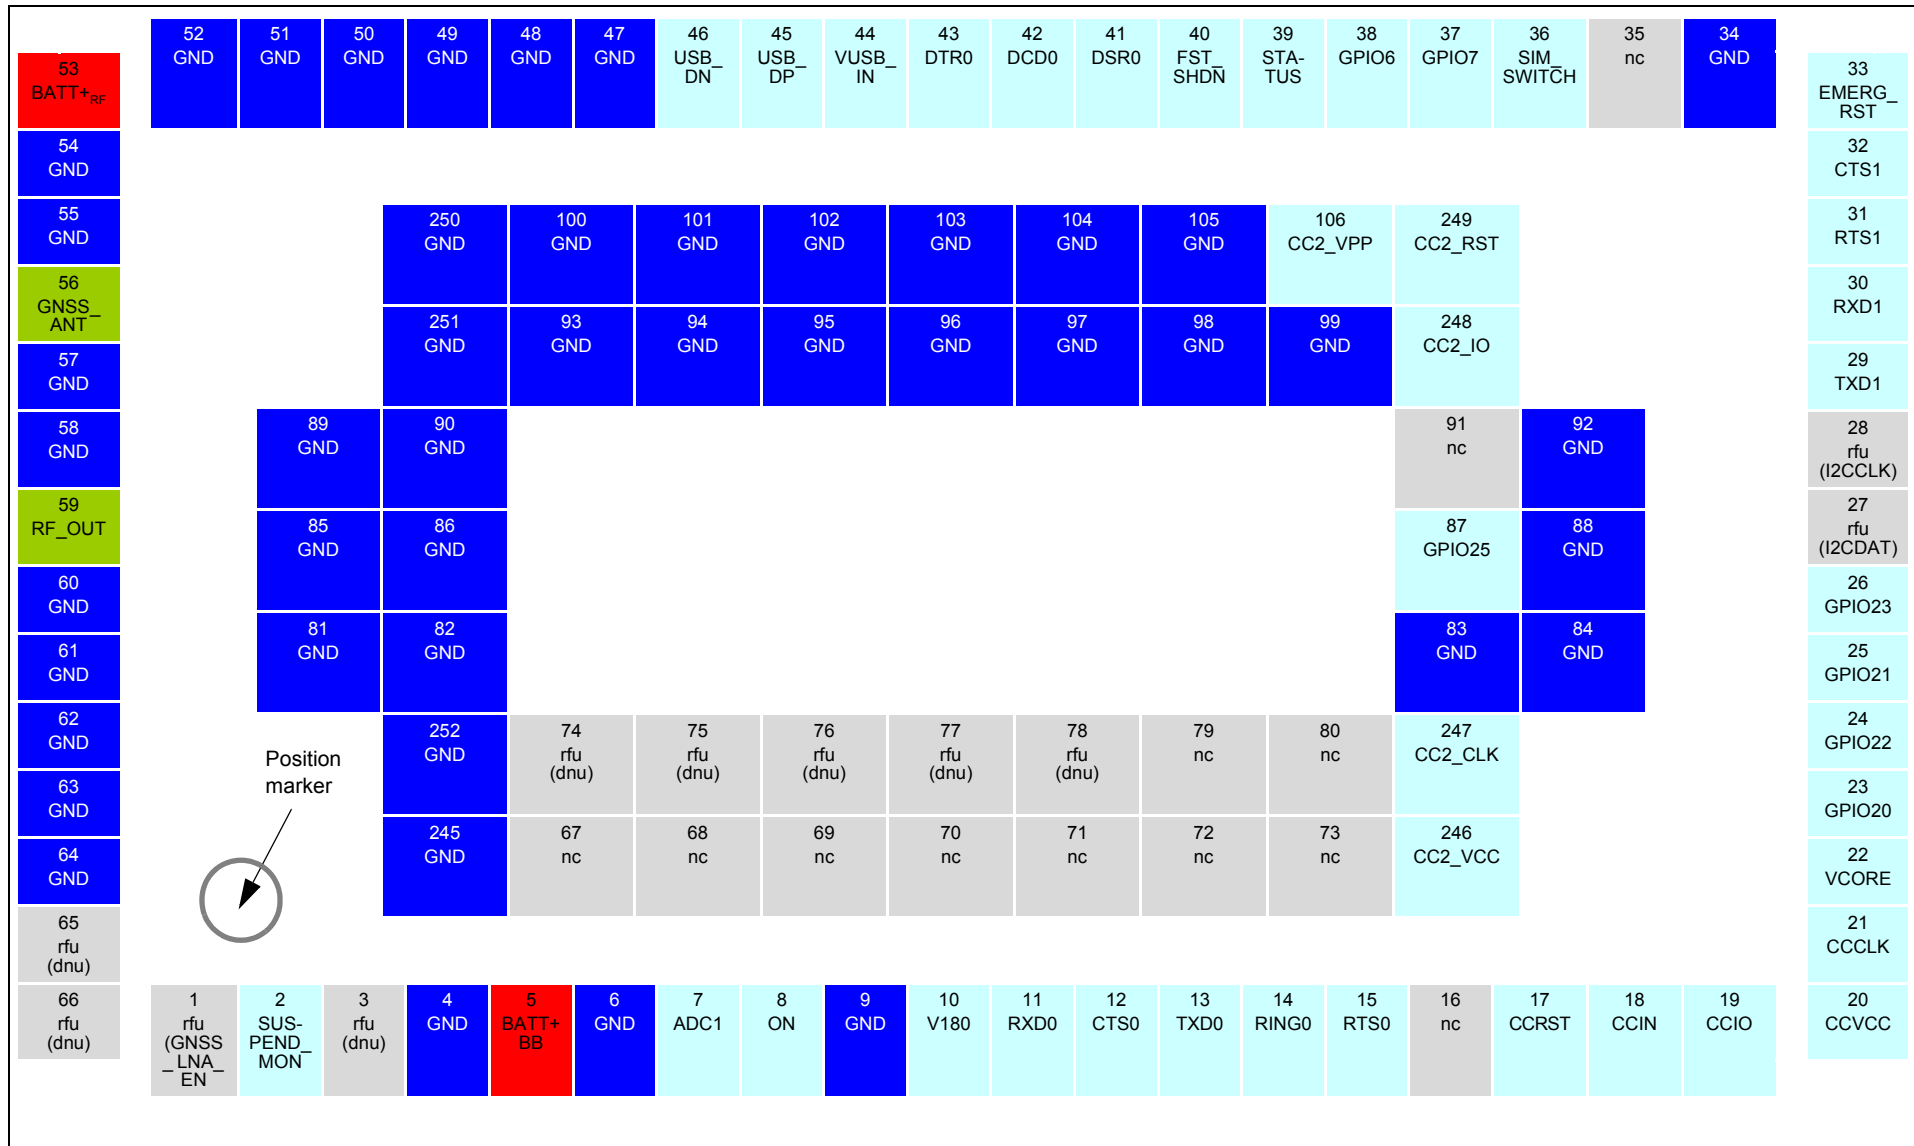 52 51 50 49 48 47 46 45 44 43 42 41 40 39 38 37 36 35 34
GND GND GND GND GND GND USB_ USB_ VUSB_ DTR0 DCD0 DSR0 FST_ STA- GPIO6 GPIO7 SIM_ nc GND
DN DP IN SHDN TUS SWITCH
53
BATT+RF
33
EMERG_
RST
54
GND
32
CTS1
55
GND
250 100 101 102 103 104 105 106 249
GND GND GND GND GND GND GND CC2_VPP CC2_RST
31
RTS1
56
GNSS_
ANT
30
RXD1
251 93 94 95 96 97 98 99 248
GND GND GND GND GND GND GND GND CC2_IO
57
GND
29
TXD1
58
GND
89 90 91 92
GND GND nc GND
28
rfu
(I2CCLK)
59
RF_OUT
27
rfu
(I2CDAT)
85 86 87 88
GND GND GPIO25 GND
60
GND
26
GPIO23
81 82 83 84
GND GND GND GND
61
GND
25
GPIO21
62
GND
252 74 75 76 77 78 79 80 247
GND rfu rfu rfu rfu rfu nc nc CC2_CLK
(dnu) (dnu) (dnu) (dnu) (dnu)
24
GPIO22
Position
marker
63
GND
23
GPIO20
245 67 68 69 70 71 72 73 246
GND nc nc nc nc nc nc nc CC2_VCC
64
GND
22
VCORE
65
rfu
(dnu)
21
CCCLK
66
rfu
(dnu)
1 2 3 4 5 6 7 8 9 10 11 12 13 14 15 16 17 18 19
rfu SUS- rfu GND BATT+ GND ADC1 ON GND V180 RXD0 CTS0 TXD0 RING0 RTS0 nc CCRST CCIN CCIO
(GNSS PEND_ (dnu) BB
_LNA_ MON
EN
20
CCVCC